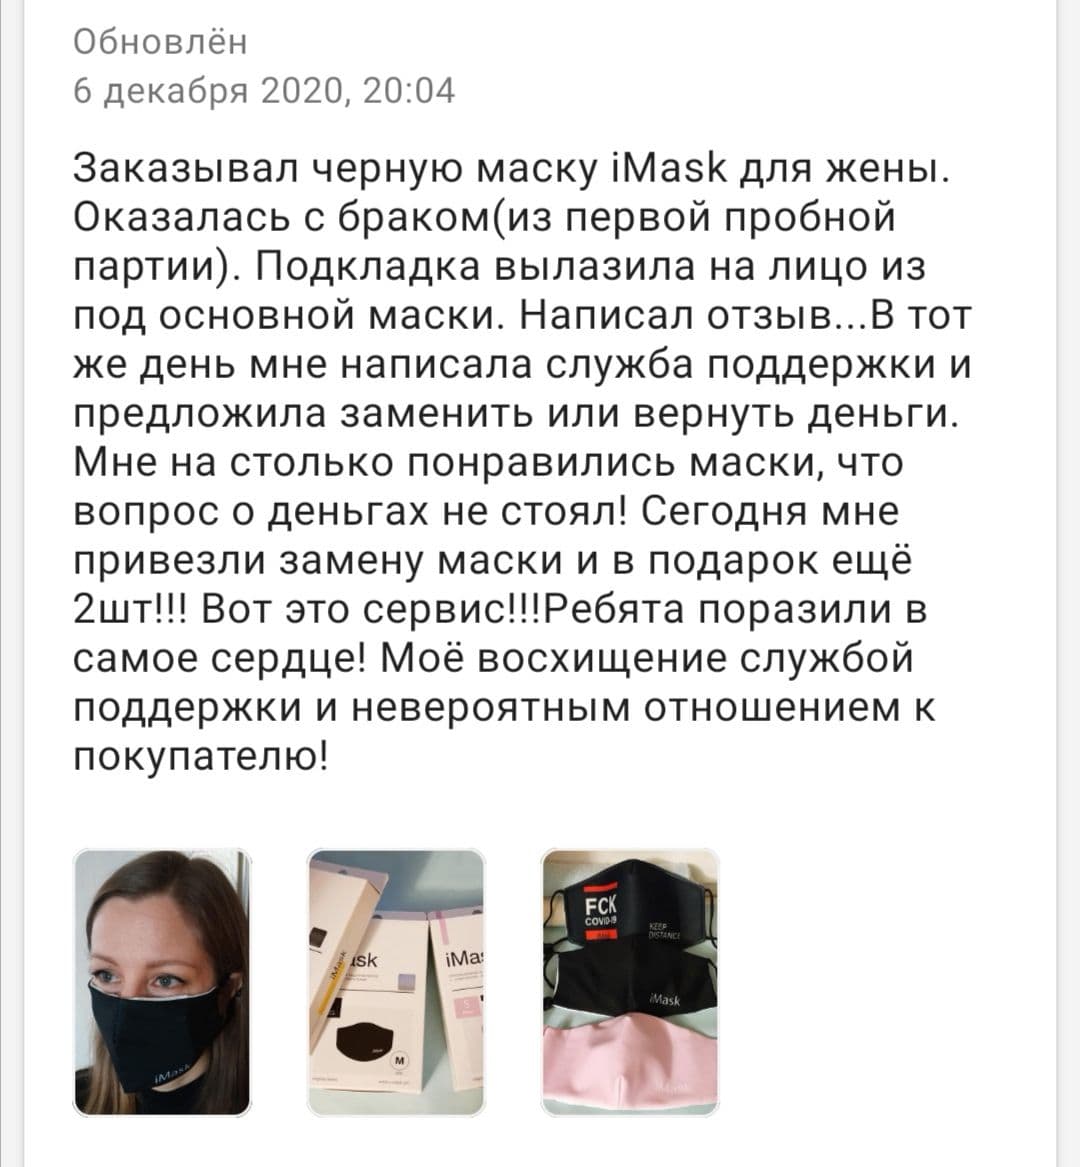 Обновлён
6 декабря 2020, 20:04
Заказывал черную маску iMask для жены.
Оказалась с браком(из первой пробной
партии). Подкладка вылазила на лицо из
под основной маски. Написал отзыв...В тот
же день мне написала служба поддержки и
предложила заменить или вернуть деньги.
Мне на столько понравились маски, что
вопрос о деньгах не стоял! Сегодня мне
привезли замену маски и в подарок ещё
2шт!!! Вот это сервис!!!Ребята поразили в
самое сердце! Моё восхищение службой
поддержки и невероятным отношением к
покупателю!
iMask
iMask
ask
M
iMas
S
FCK
COVID-19
KEEP
DISTANCE
iMask